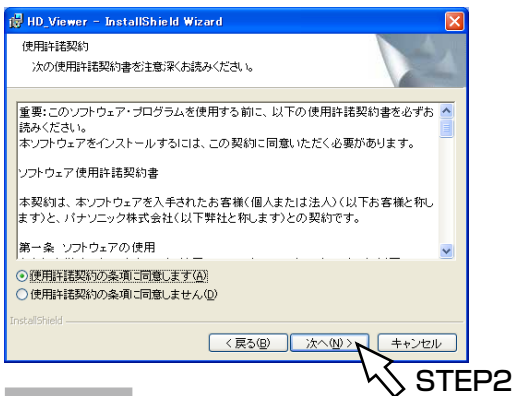 HD_Viewer - InstallShield Wizard
使用許諾契約
次の使用許諾契約書を注意深くお読みください。
重要:このソフトウェア・プログラムを使用する前に、以下の使用許諾契約書を必ずお
読みください。
本ソフトウェアをインストールするには、この契約に同意いただく必要があります。
ソフトウェア使用許諾契約書
本契約は、本ソフトウェアを入手されたお客様(個人または法人)(以下お客様と称し
ます)と、パナソニック株式会社(以下弊社と称します)との契約です。
第一条 ソフトウェアの使用
使用許諾契約の条項に同意します(A)
使用許諾契約の条項に同意しません(D)
InstallShield
< 戻る(B)
次へ(N) >
キャンセル
STEP2